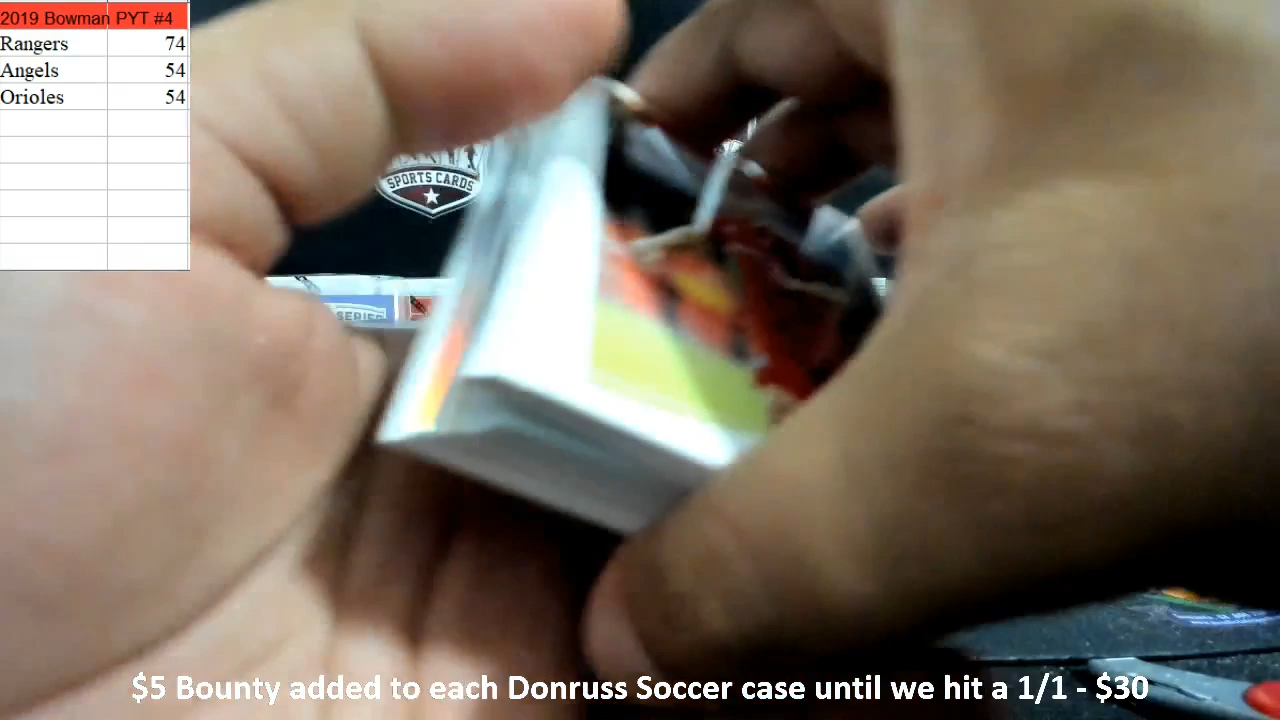 2019 Bowman PYT #4
Rangers 74
Angels 54
Orioles 54
SPORTS CARDS
SERIES
$5 Bounty added to each Donruss Soccer case until we hit a 1/1 - $30